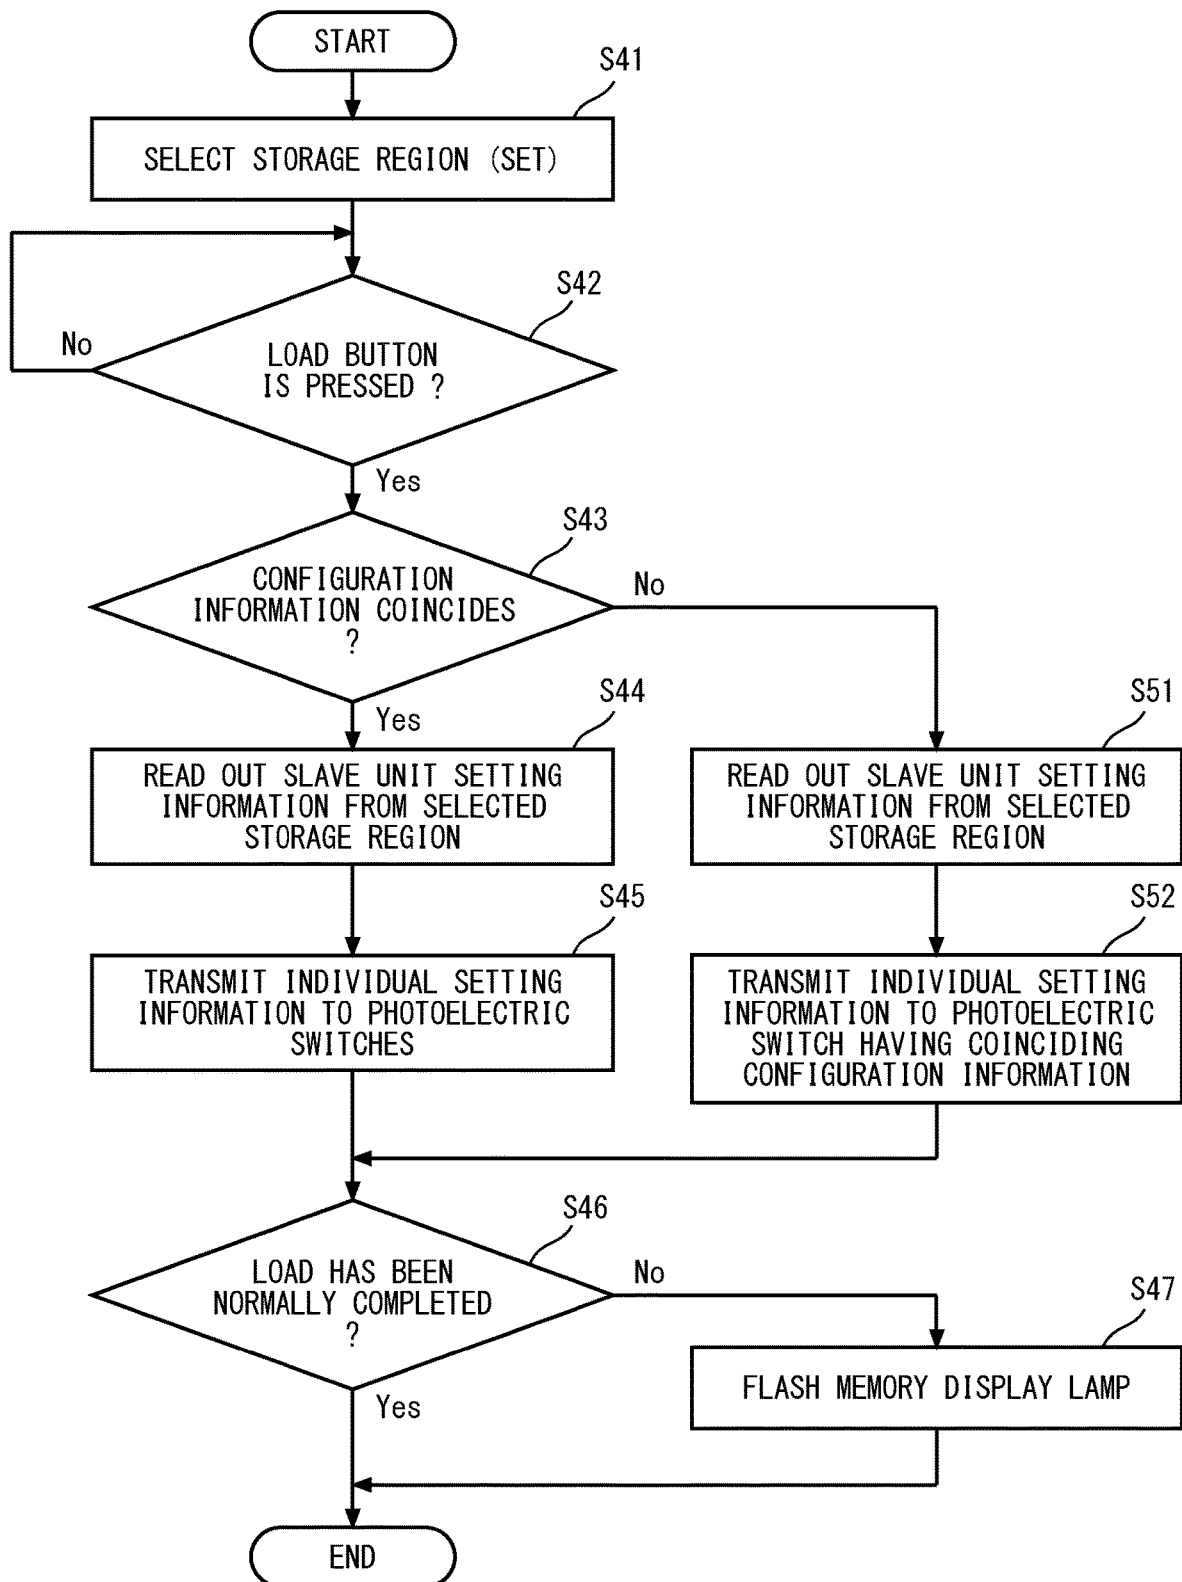 START
S41
SELECT STORAGE REGION (SET)
S42
No
LOAD BUTTON
IS PRESSED ?
Yes
S43
CONFIGURATION
INFORMATION COINCIDES
?
No
Yes
S44
READ OUT SLAVE UNIT SETTING
INFORMATION FROM SELECTED
STORAGE REGION
S51
READ OUT SLAVE UNIT SETTING
INFORMATION FROM SELECTED
STORAGE REGION
S45
TRANSMIT INDIVIDUAL SETTING
INFORMATION TO PHOTOELECTRIC
SWITCHES
S52
TRANSMIT INDIVIDUAL SETTING
INFORMATION TO PHOTOELECTRIC
SWITCH HAVING COINCIDING
CONFIGURATION INFORMATION
S46
LOAD HAS BEEN
NORMALLY COMPLETED
?
No
Yes
S47
FLASH MEMORY DISPLAY LAMP
END